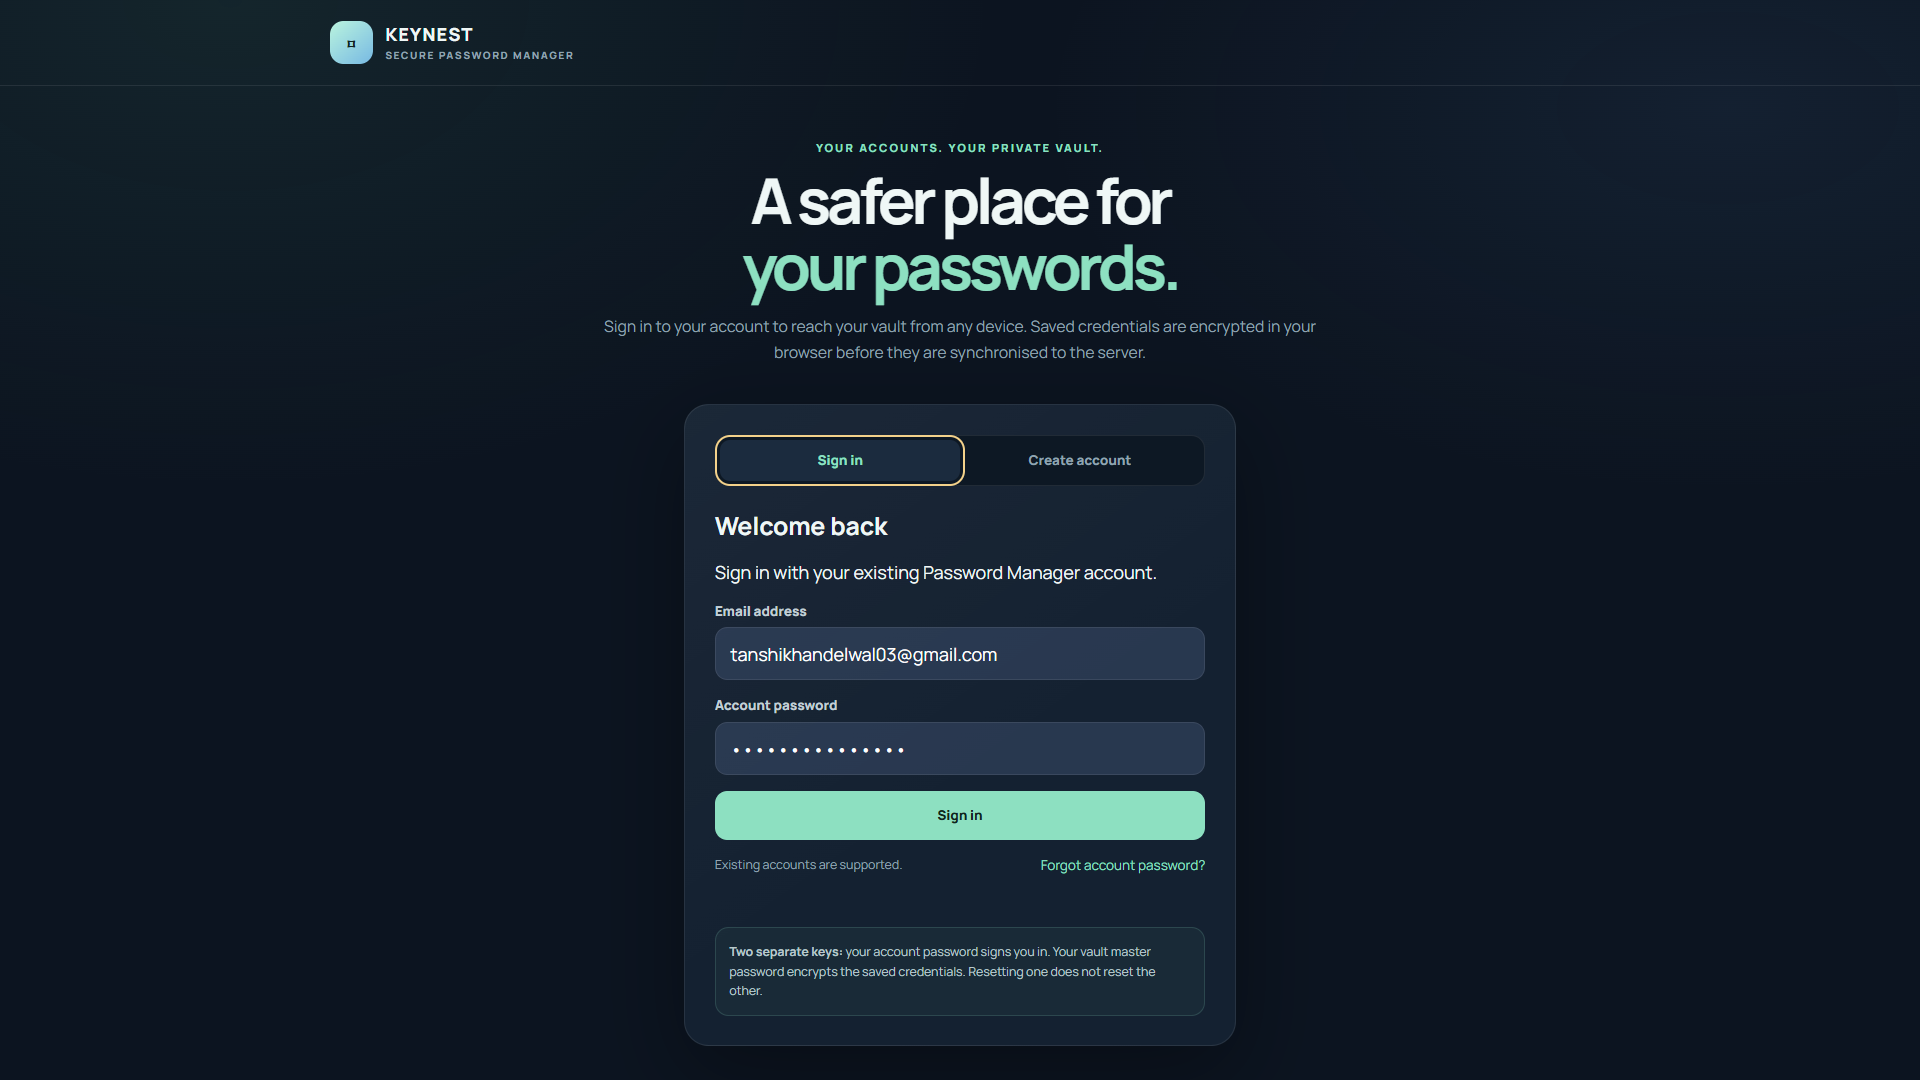 KEYNEST
SECURE PASSWORD MANAGER
YOUR ACCOUNTS. YOUR PRIVATE VAULT.
A safer place for
your passwords.
Sign in to your account to reach your vault from any device. Saved credentials are encrypted in your
browser before they are synchronised to the server.
Sign in
Create account
Welcome back
Sign in with your existing Password Manager account.
Email address
tanshikhandelwal03@gmail.com
Account password
•••••••••••••••
Sign in
Existing accounts are supported.
Forgot account password?
Two separate keys: your account password signs you in. Your vault master
password encrypts the saved credentials. Resetting one does not reset the
other.